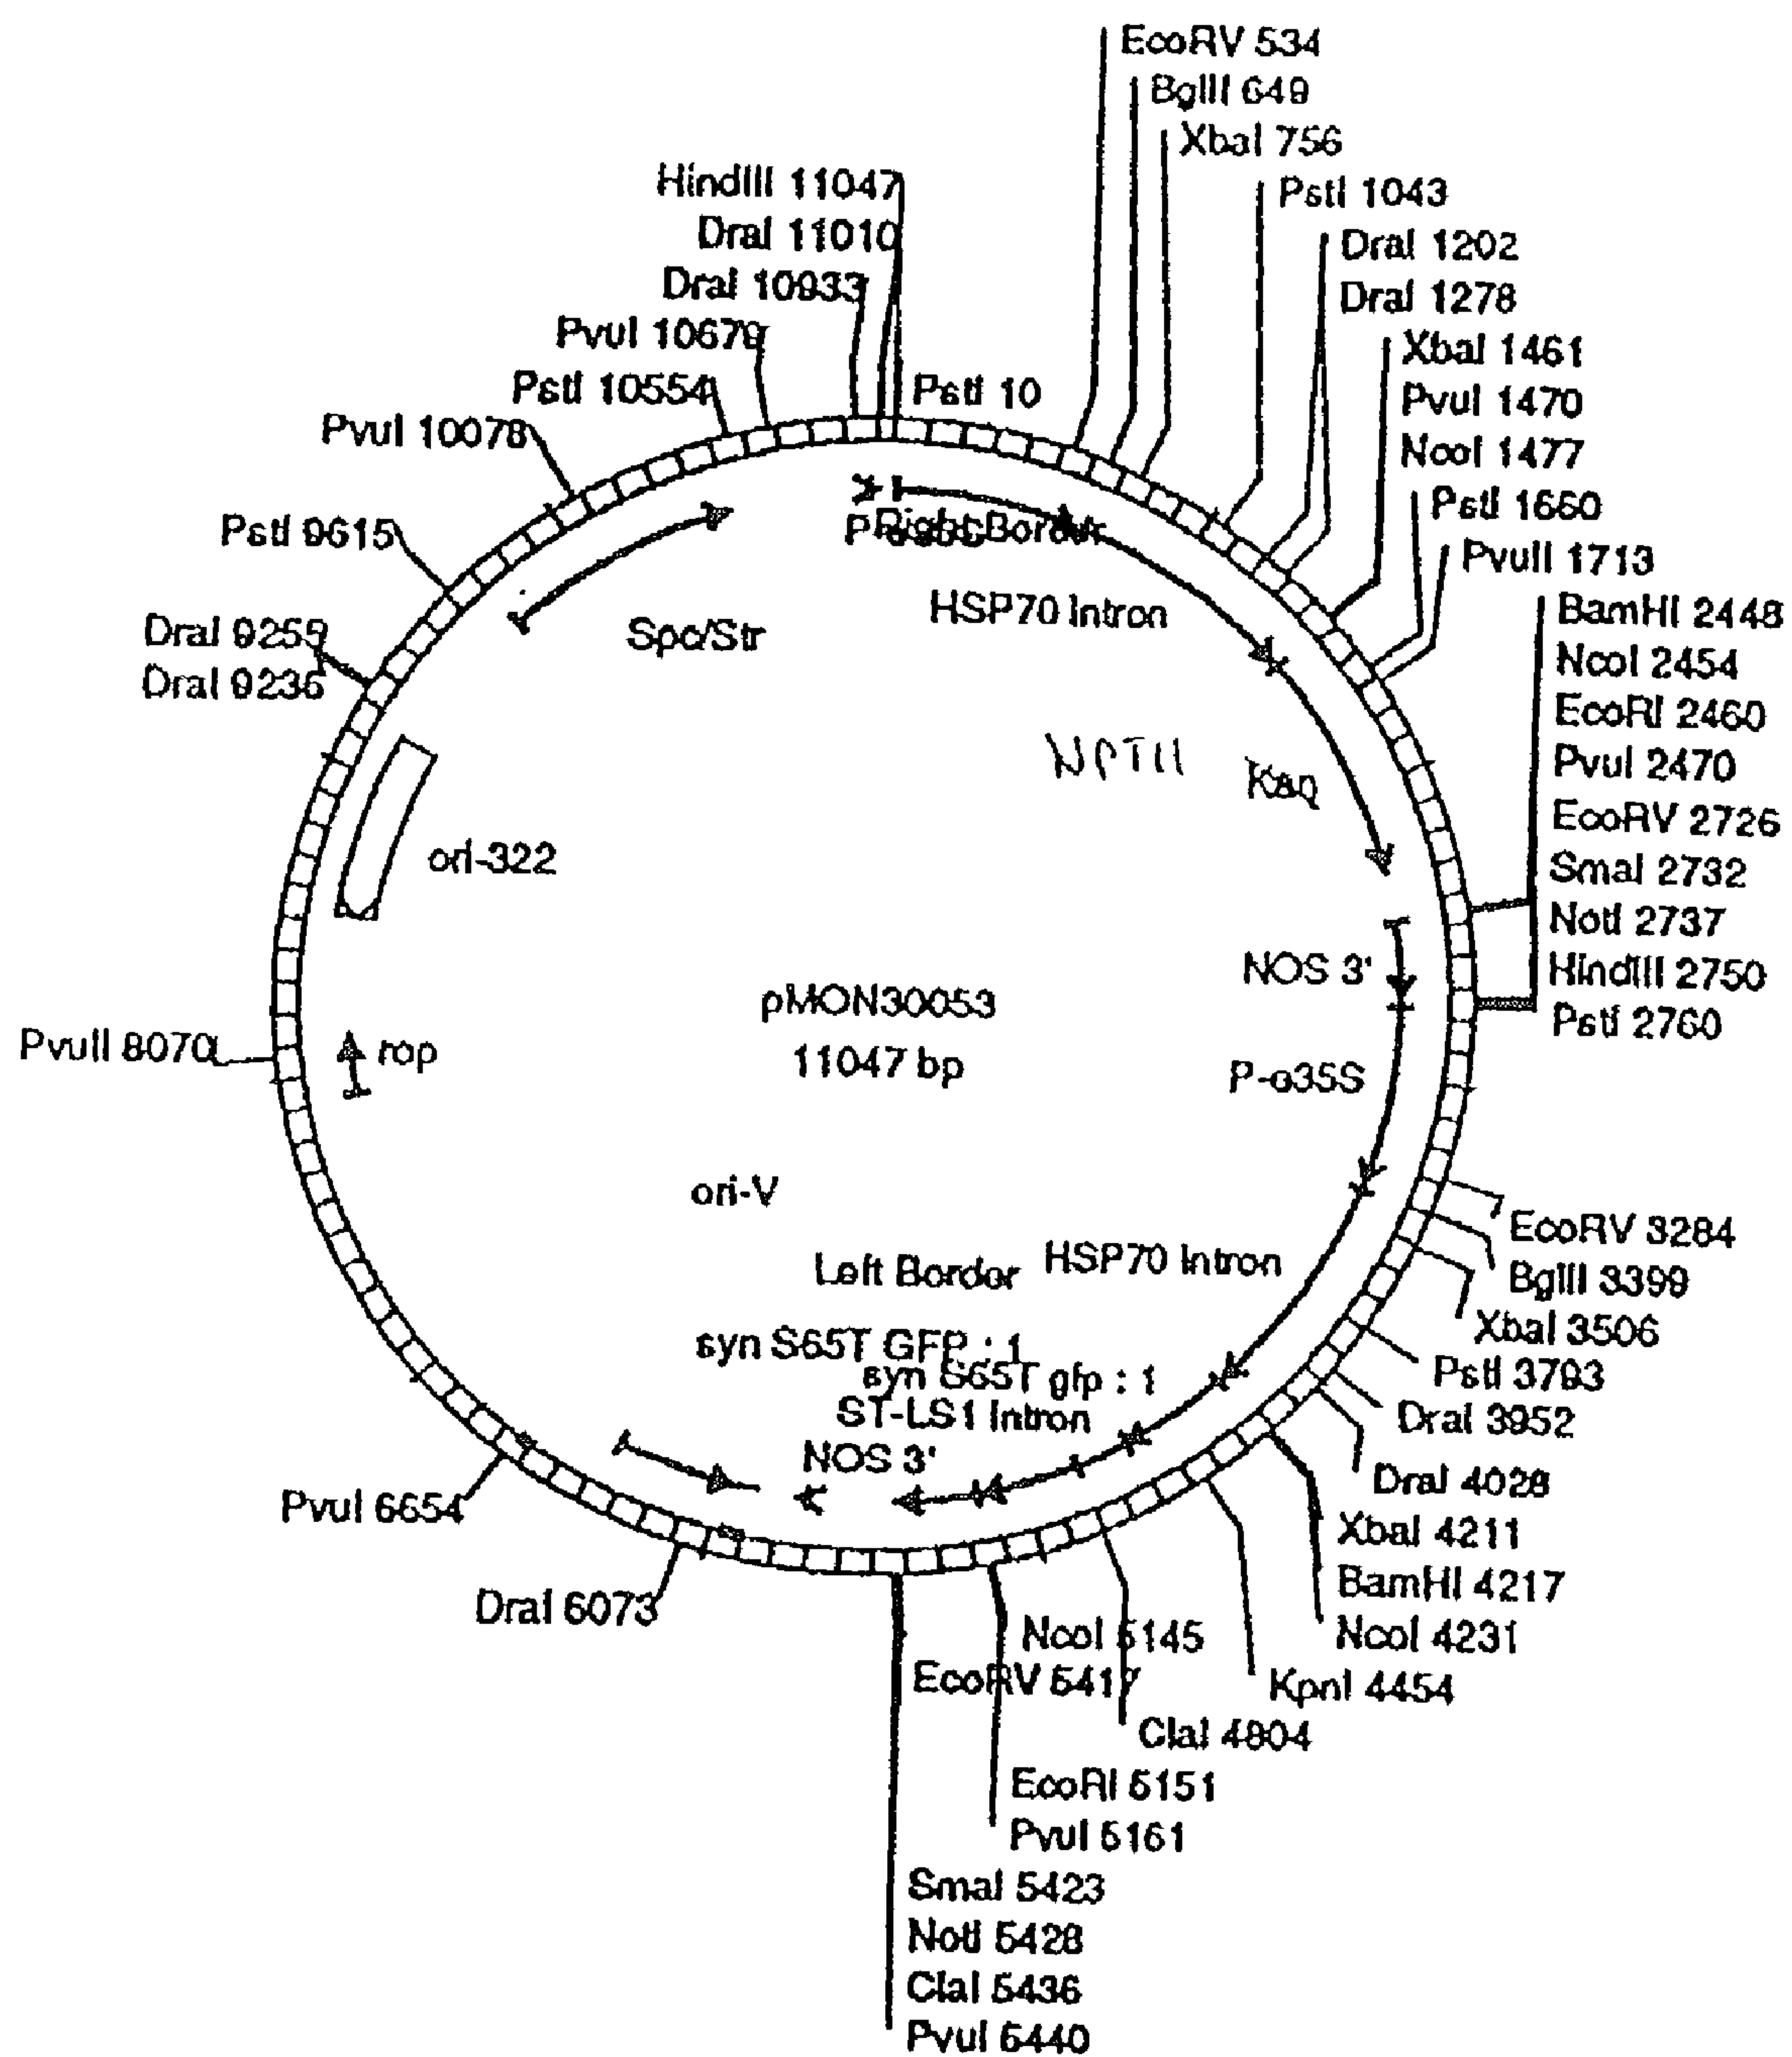 EcoRV 534
BglII 649
XbaI 756
HindIII 11047
PstI 1043
DraI 11010
DraI 1202
DraI 10933
DraI 1278
PvuI 10679
XbaI 1461
PstI 10554
PstI 10
PvuI 1470
PvuI 10078
NcoI 1477
PstI 1660
PstI 9615
Right Border
PvuII 1713
HSP70 Intron
BamHI 2448
Spc/Str
DraI 9255
NcoI 2454
DraI 9236
EcoRI 2460
NPTII
Kan
PvuI 2470
EcoRV 2726
ori-322
SmaI 2732
NotI 2737
NOS 3'
HindIII 2750
pMON30053
PstI 2760
PvuII 8070
rop
11047 bp
P-e35S
ori-V
EcoRV 3284
Left Border
HSP70 Intron
BglII 3399
XbaI 3506
syn S65T GFP : 1
syn S65T gfp : 1
PstI 3793
ST-LS1 Intron
DraI 3952
NOS 3'
DraI 4028
PvuI 6654
XbaI 4211
BamHI 4217
DraI 6073
NcoI 5145
NcoI 4231
EcoRV 5417
KpnI 4454
ClaI 4804
EcoRI 5151
PvuI 5161
SmaI 5423
NotI 5428
ClaI 5436
PvuI 5440